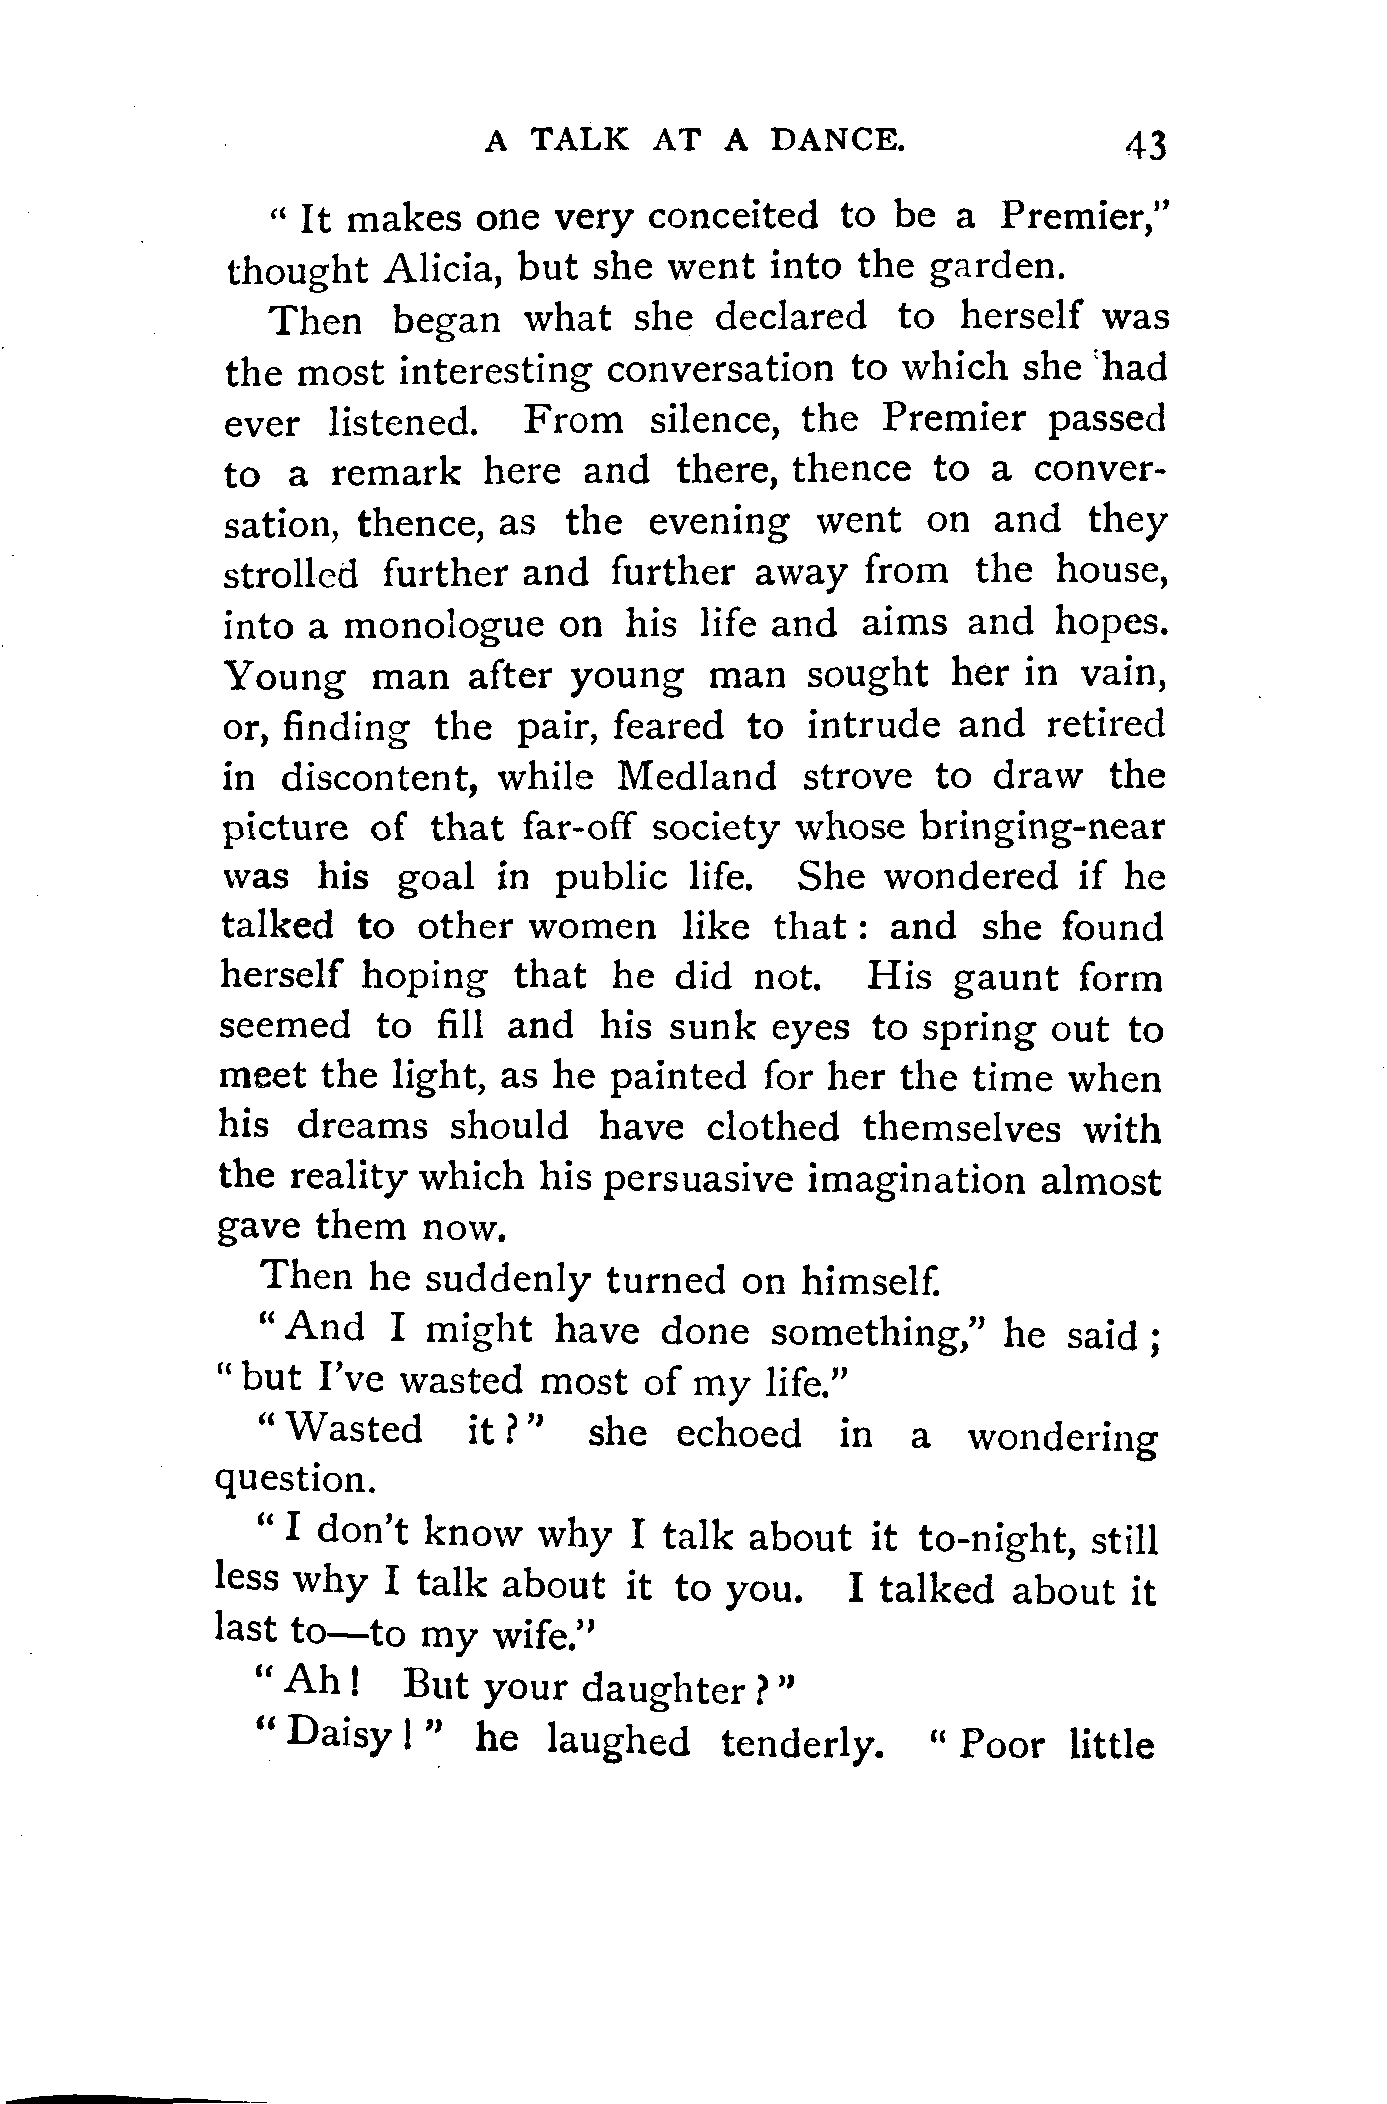 A TALK AT A DANCE. 43
" It makes one very conceited to be a Premier,"
thought Alicia, but she went into the garden.
Then began what she declared to herself was
the most interesting conversation to which she had
ever listened. From silence, the Premier passed
to a remark here and there, thence to a conver-
sation, thence, as the evening went on and they
strolled further and further away from the house,
into a monologue on his life and aims and hopes.
Young man after young man sought her in vain,
or, finding the pair, feared to intrude and retired
in discontent, while Medland strove to draw the
picture of that far-off society whose bringing-near
was his goal in public life. She wondered if he
talked to other women like that : and she found
herself hoping that he did not. His gaunt form
seemed to fill and his sunk eyes to spring out to
meet the light, as he painted for her the time when
his dreams should have clothed themselves with
the reality which his persuasive imagination almost
gave them now.
Then he suddenly turned on himself.
" And I might have done something," he said ;
" but I've wasted most of my life."
" Wasted it ? " she echoed in a wondering
question.
" I don't know why I talk about it to-night, still
less why I talk about it to you. I talked about it
last to—to my wife."
" Ah ! But your daughter ? "
" Daisy ! " he laughed tenderly. " Poor little